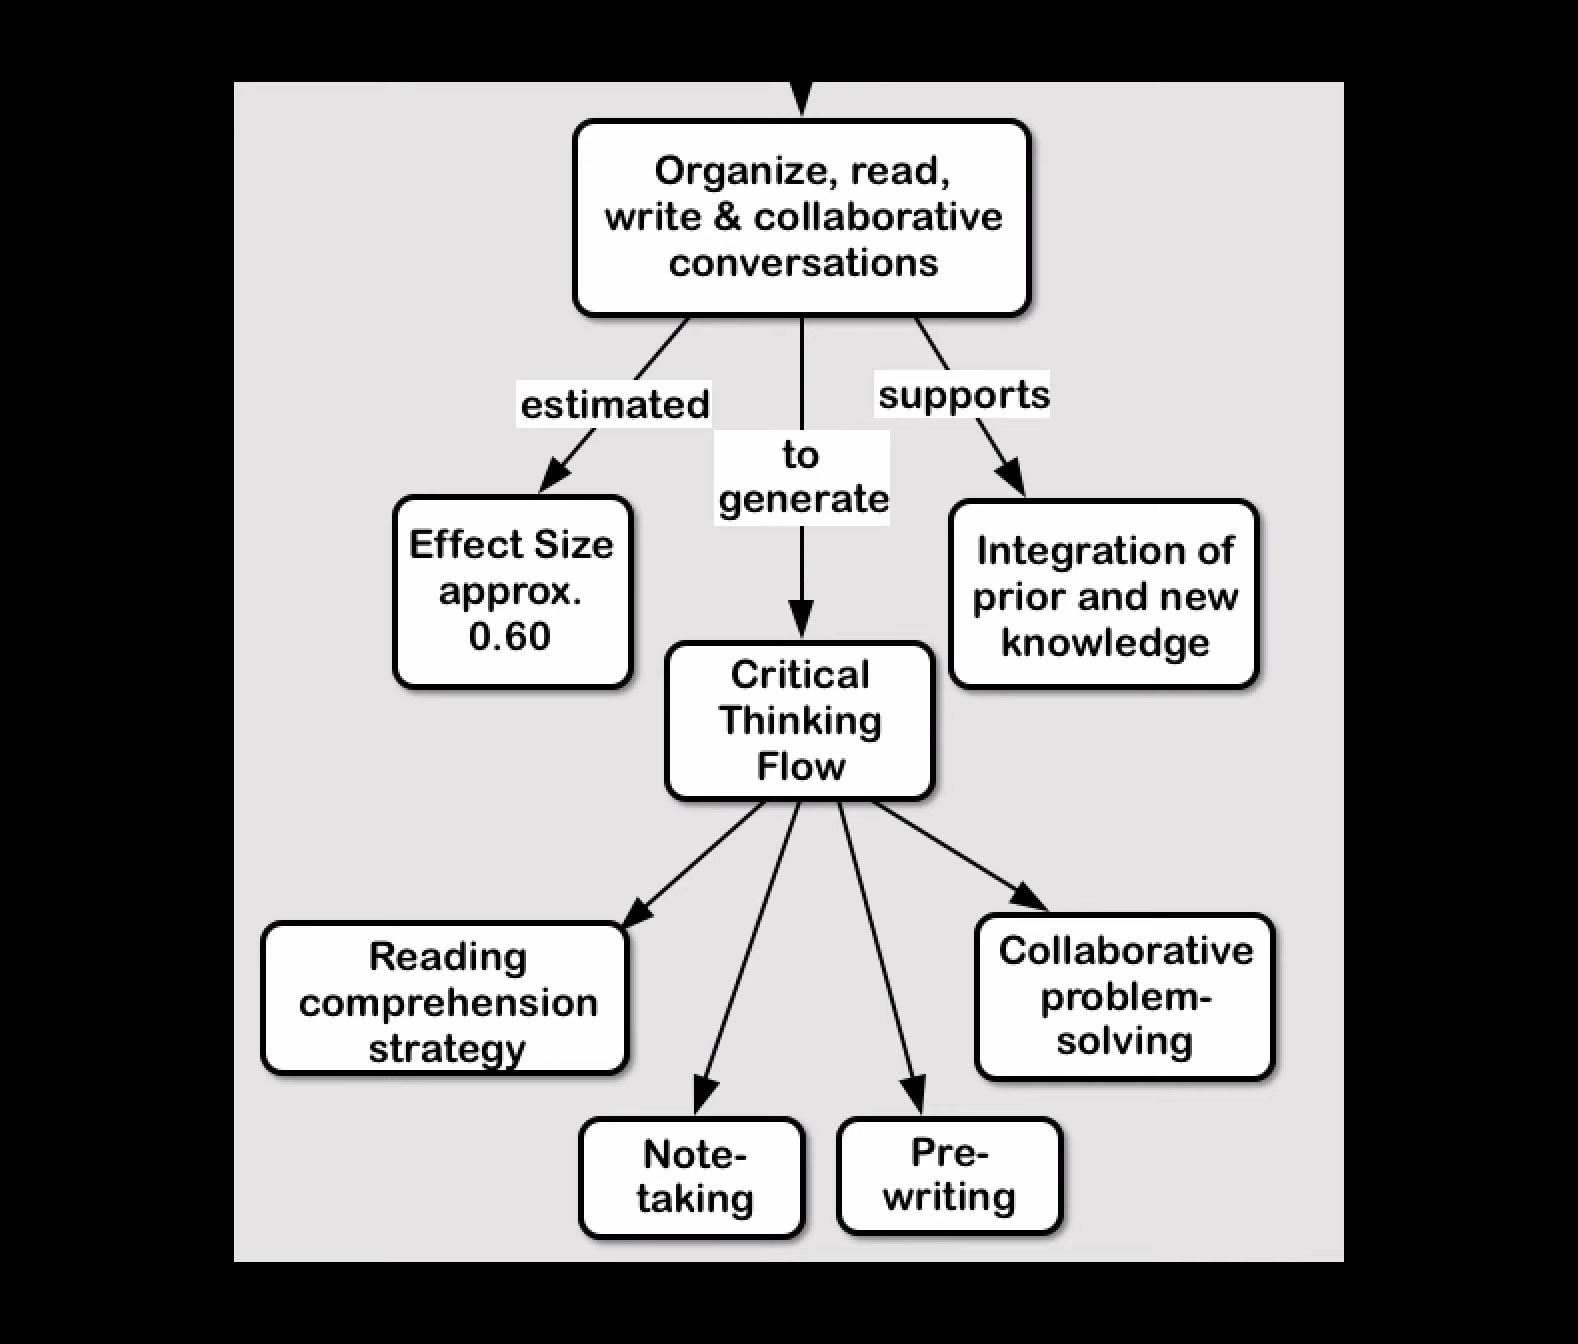 Organize, read,
write & collaborative
conversations
estimated
supports
to
generate
Effect Size
approx.
0.60
Integration of
prior and new
knowledge
Critical
Thinking
Flow
Reading
comprehension
strategy
Collaborative
problem-
solving
Note-
taking
Pre-
writing